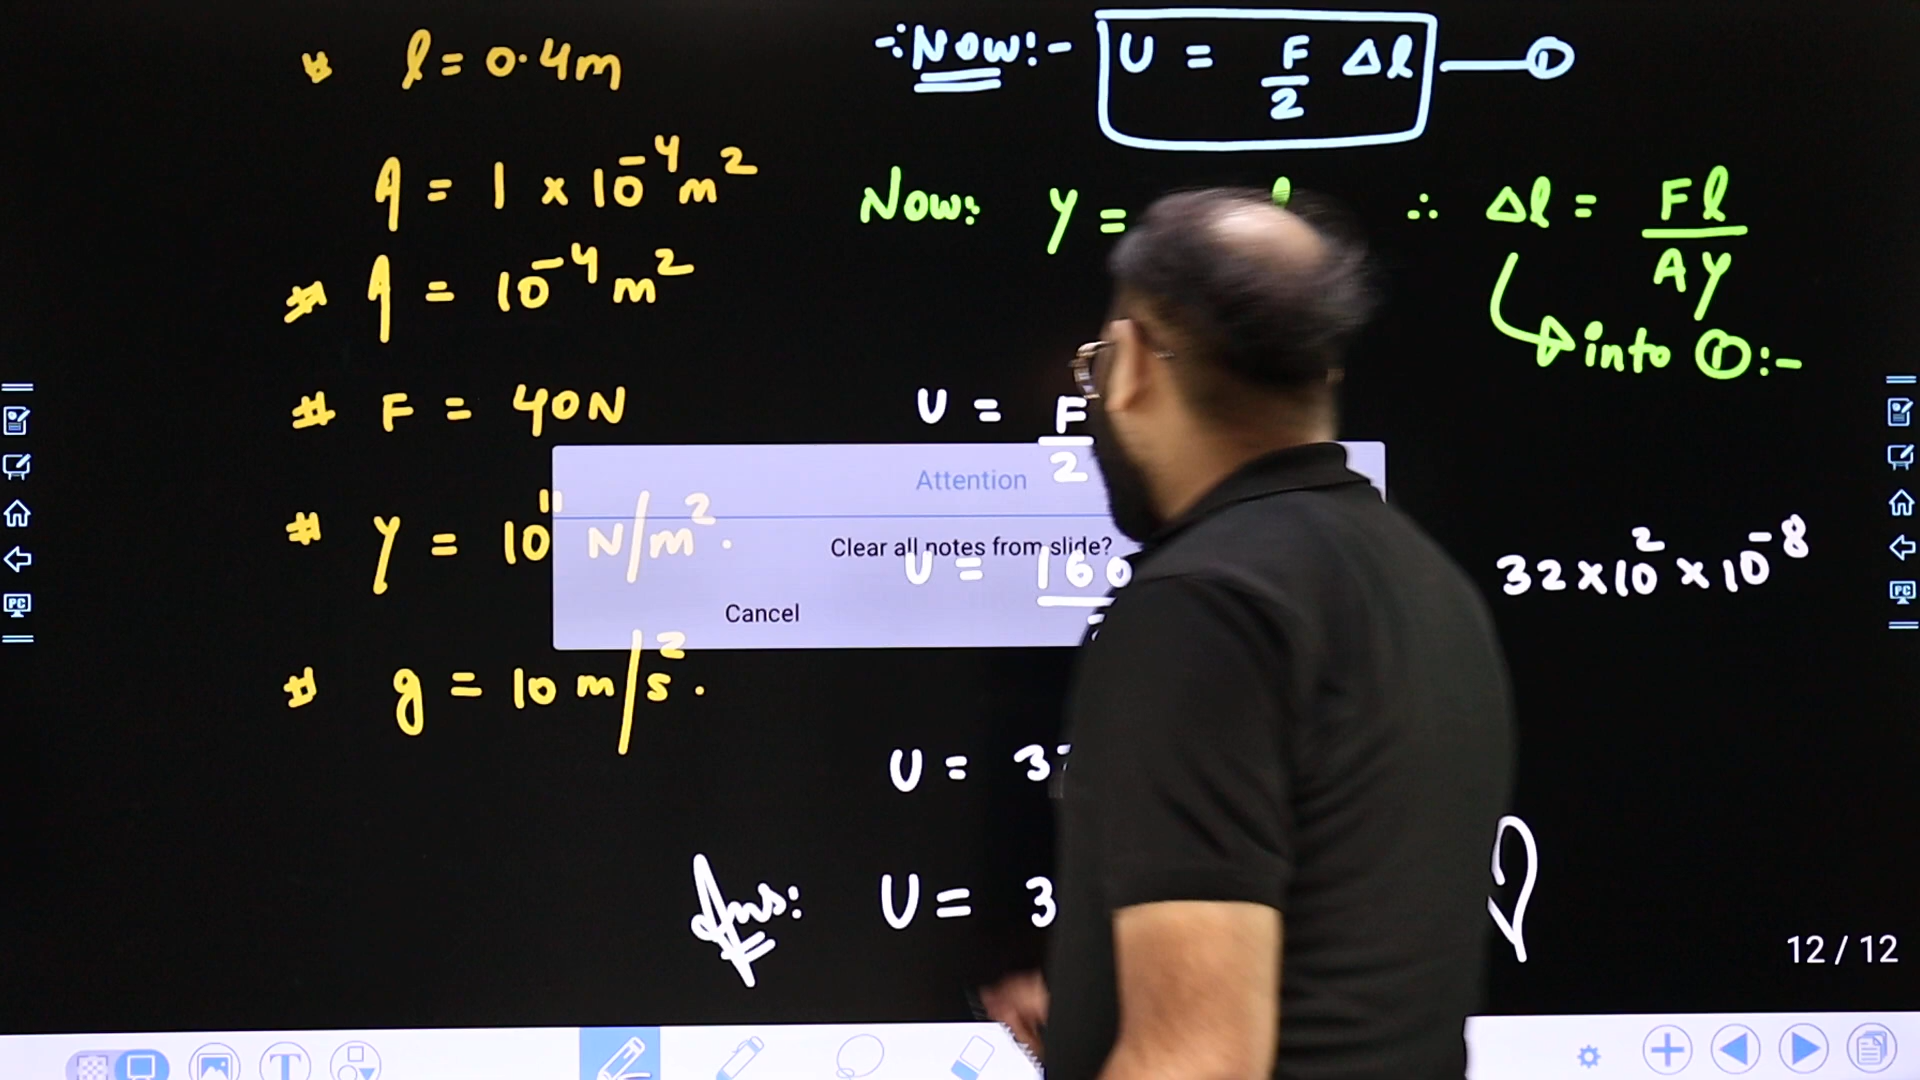 l = 0.4m
A = 1 x 10⁻⁴ m²
A = 10⁻⁴ m²
F = 40N
Y = 10¹¹ N/m².
g = 10 m/s².
-:Now:- U = F/2 Δl — ①
Now: Y =
∴ Δl = Fl/AY
into ①:-
U = F/2
Attention
Clear all notes from slide?
Cancel
U = 160
32 x 10² x 10⁻⁸
U = 3
Ans: U = 3
12 / 12
PC
PC
T